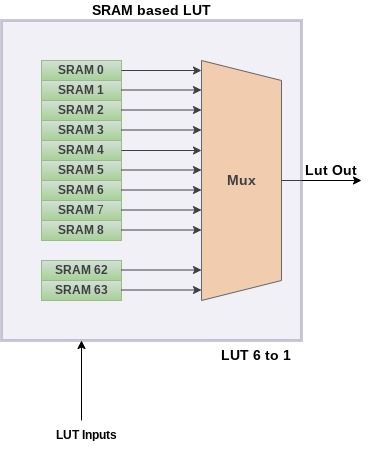 SRAM based LUT
SRAM 0
SRAM 1
SRAM 2
SRAM 3
SRAM 4
SRAM 5
SRAM 6
SRAM 7
SRAM 8
SRAM 62
SRAM 63
Mux
Lut Out
LUT 6 to 1
LUT Inputs